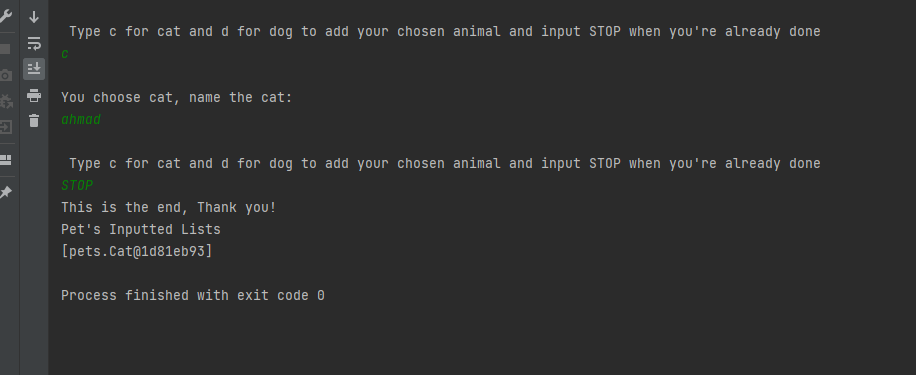 Type c for cat and d for dog to add your chosen animal and input STOP when you're already done
c
You choose cat, name the cat:
ahmad
Type c for cat and d for dog to add your chosen animal and input STOP when you're already done
STOP
This is the end, Thank you!
Pet's Inputted Lists
[pets.Cat@1d81eb93]
Process finished with exit code 0